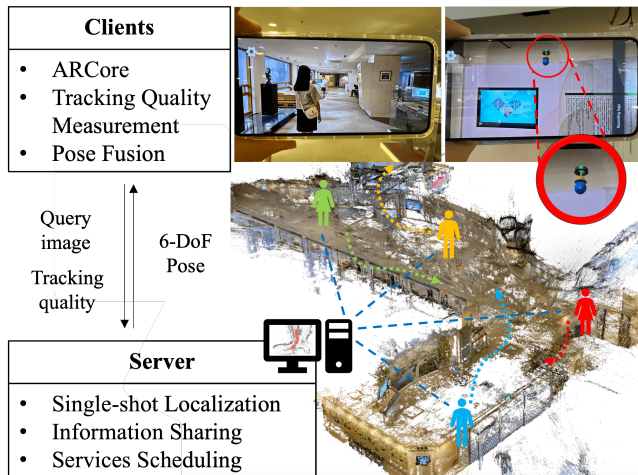 Clients
• ARCore
• Tracking Quality
Measurement
• Pose Fusion
Query
image
Tracking
quality
6-DoF
Pose
Server
• Single-shot Localization
• Information Sharing
• Services Scheduling